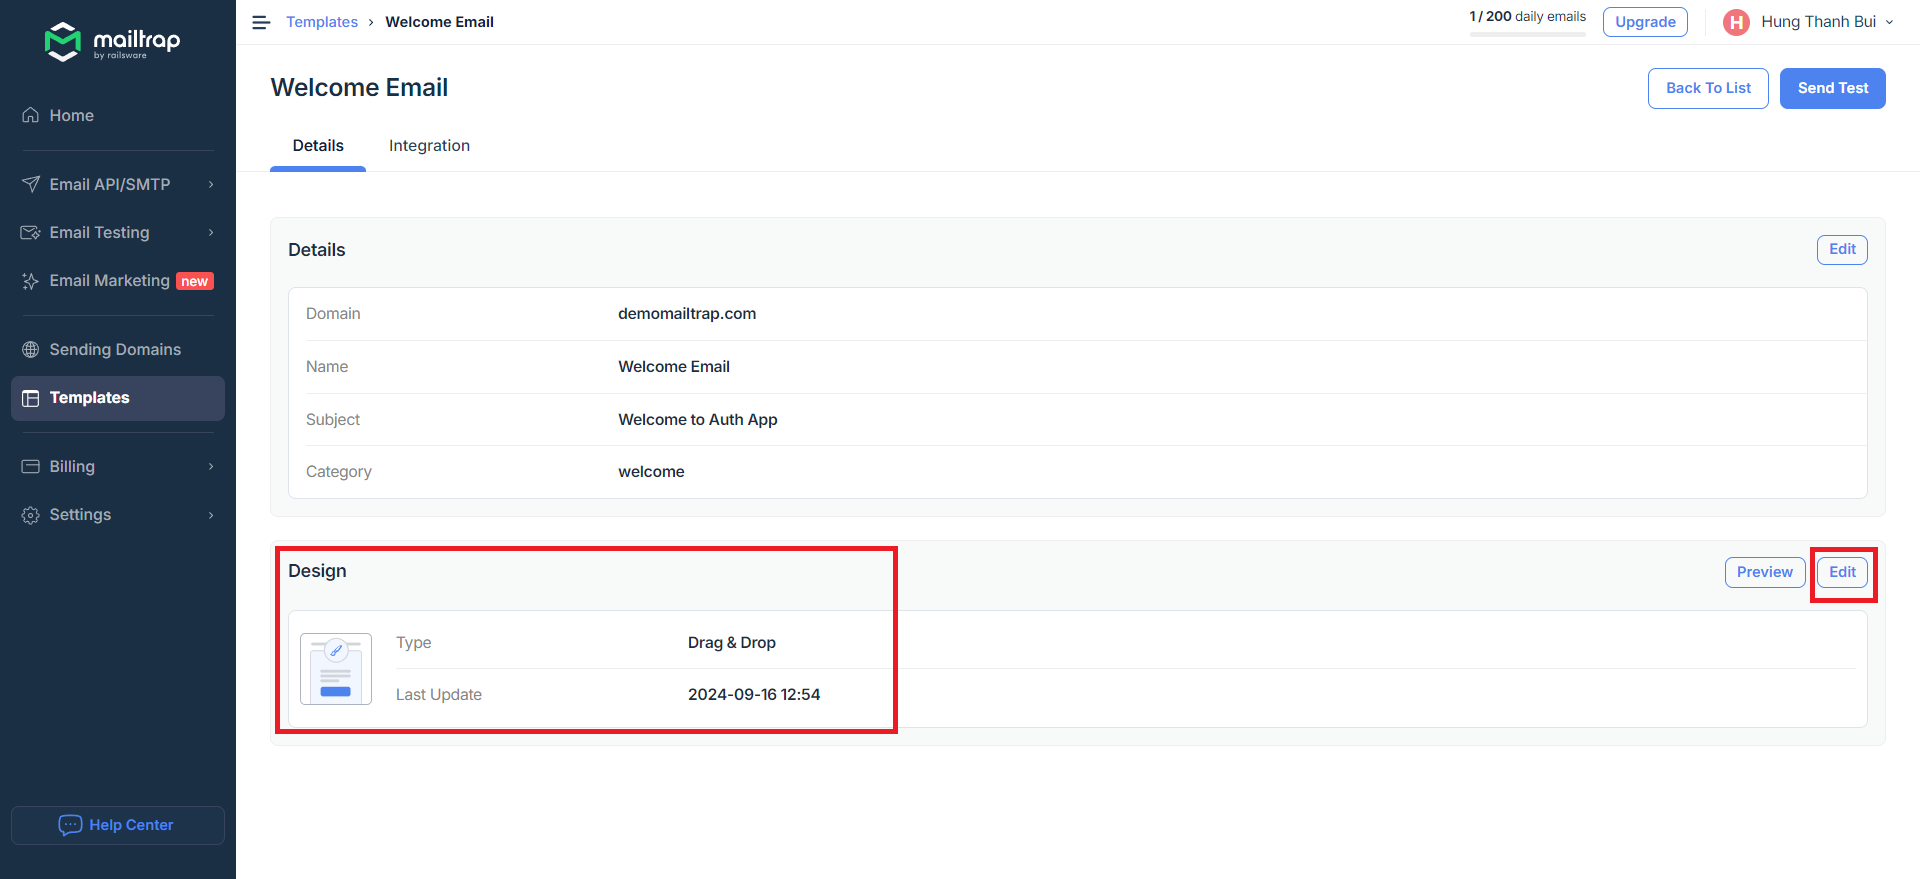 mailtrap
by railsware
Home
Email API/SMTP
Email Testing
Email Marketing new
Sending Domains
Templates
Billing
Settings
Help Center
Templates › Welcome Email
1 / 200 daily emails
Upgrade
H Hung Thanh Bui
Welcome Email
Back To List
Send Test
Details Integration
Details
Edit
Domain demomailtrap.com
Name Welcome Email
Subject Welcome to Auth App
Category welcome
Design
Preview
Edit
Type Drag & Drop
Last Update 2024-09-16 12:54